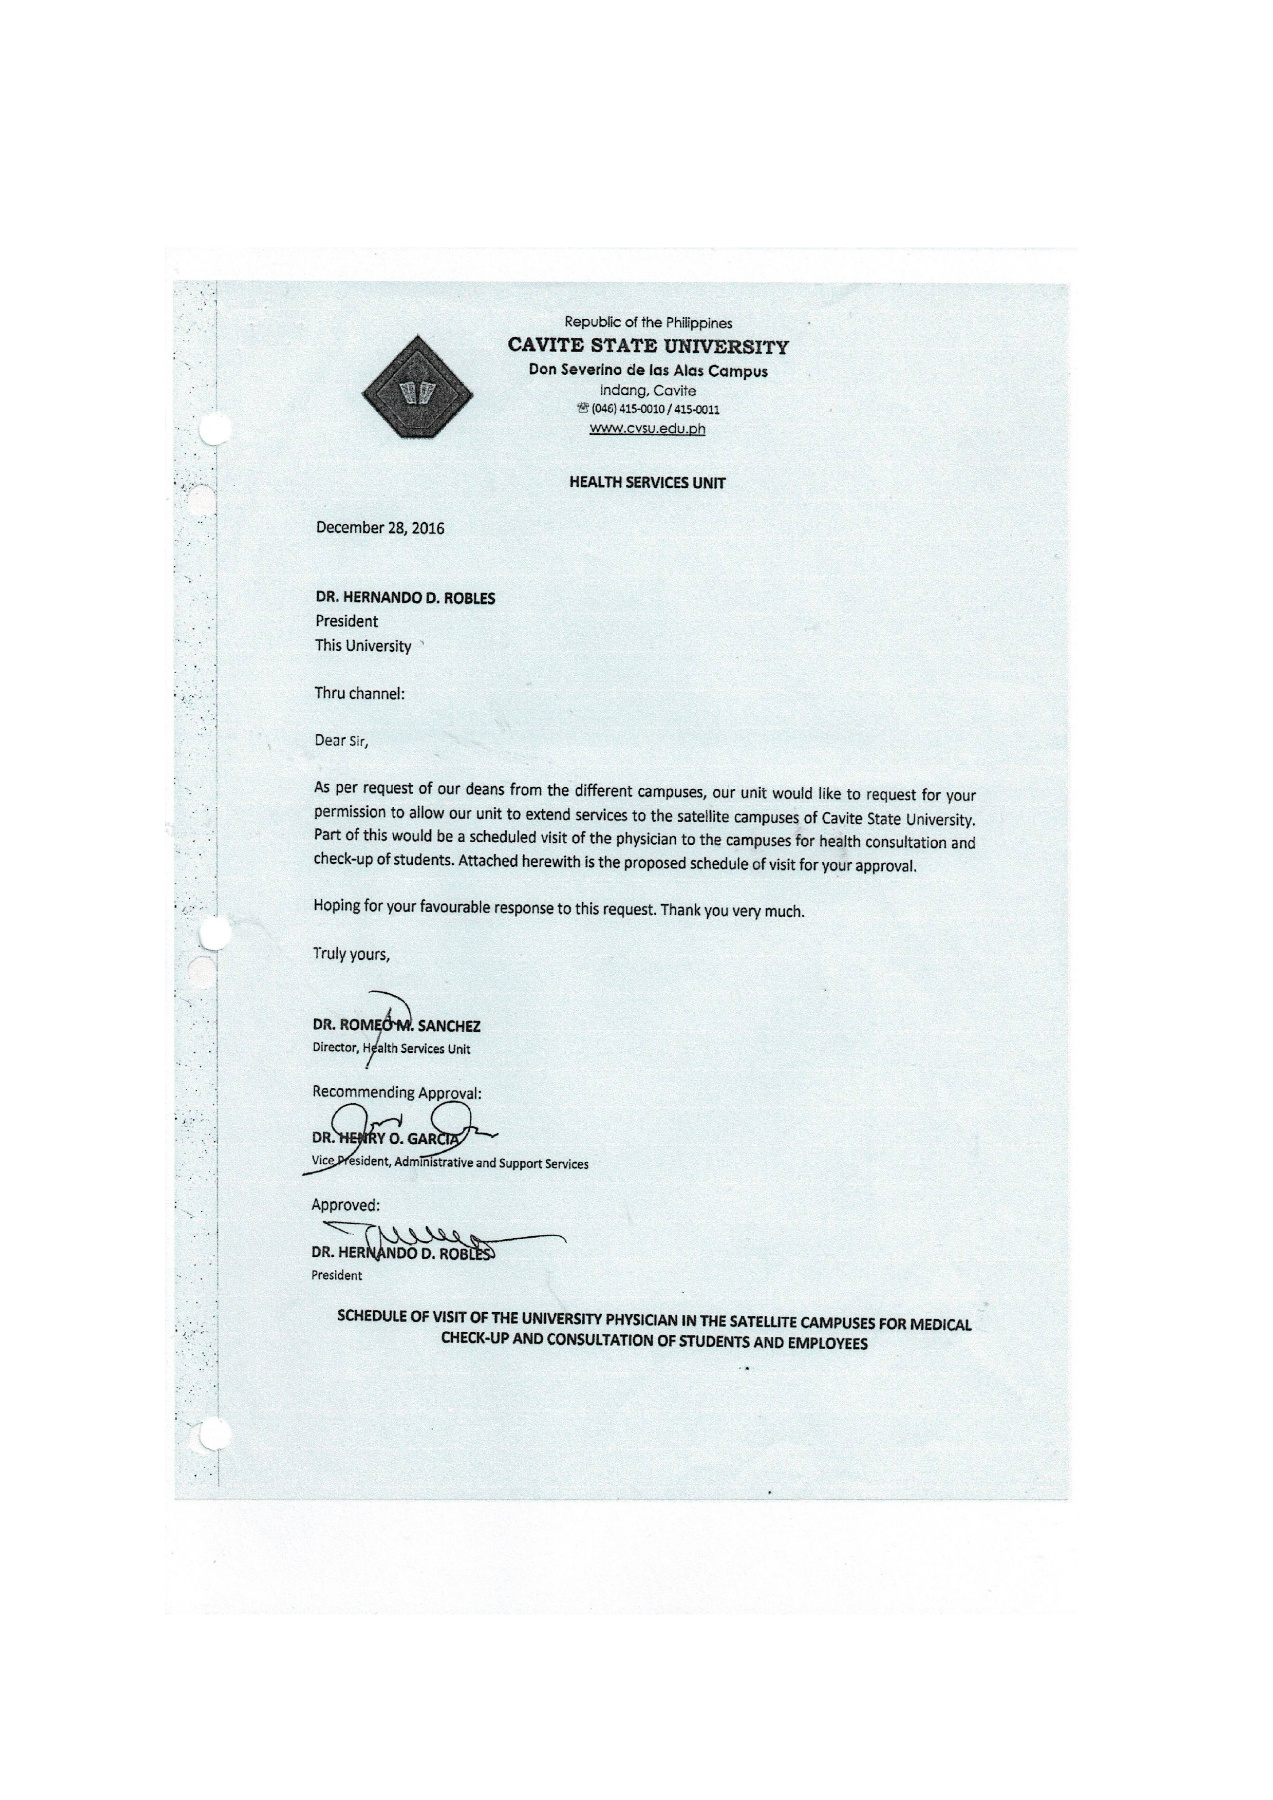 Republic of the Philippines
CAVITE STATE UNIVERSITY
Don Severino de las Alas Campus
Indang, Cavite
☏ (046) 415-0010 / 415-0011
www.cvsu.edu.ph
HEALTH SERVICES UNIT
December 28, 2016
DR. HERNANDO D. ROBLES
President
This University
Thru channel:
Dear Sir,
As per request of our deans from the different campuses, our unit would like to request for your
permission to allow our unit to extend services to the satellite campuses of Cavite State University.
Part of this would be a scheduled visit of the physician to the campuses for health consultation and
check-up of students. Attached herewith is the proposed schedule of visit for your approval.
Hoping for your favourable response to this request. Thank you very much.
Truly yours,
DR. ROMEO M. SANCHEZ
Director, Health Services Unit
Recommending Approval:
DR. HENRY O. GARCIA
Vice President, Administrative and Support Services
Approved:
DR. HERNANDO D. ROBLES
President
SCHEDULE OF VISIT OF THE UNIVERSITY PHYSICIAN IN THE SATELLITE CAMPUSES FOR MEDICAL
CHECK-UP AND CONSULTATION OF STUDENTS AND EMPLOYEES